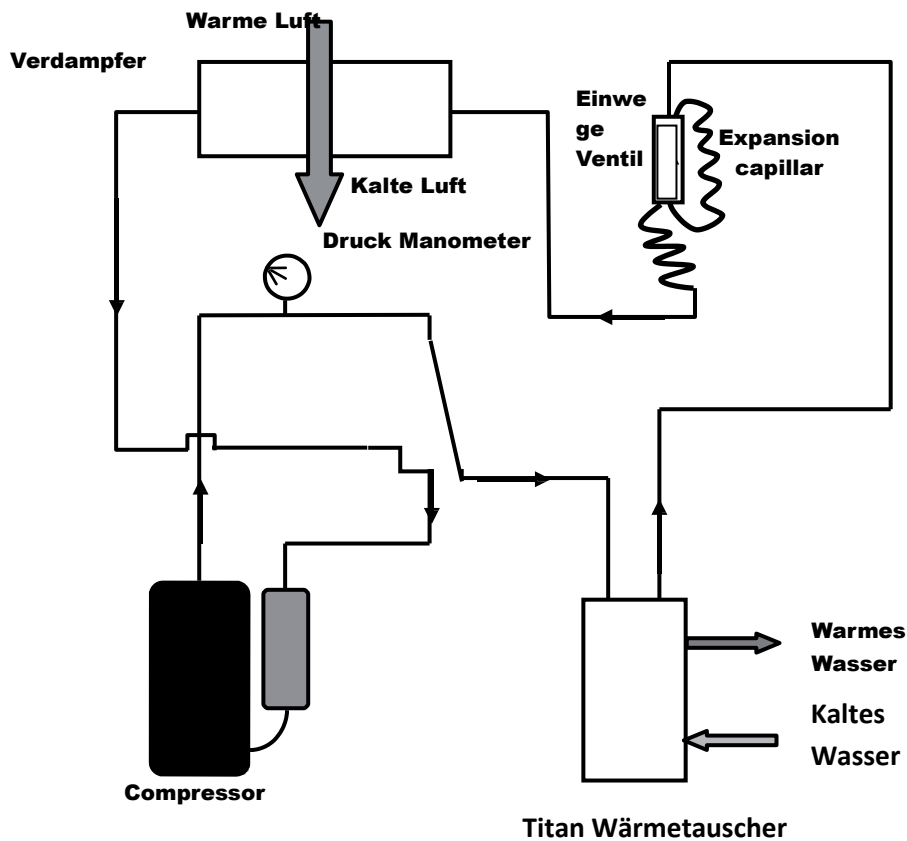 Warme Luft
Verdampfer
Einwe
ge
Ventil
Expansion
capillar
Kalte Luft
Druck Manometer
Warmes
Wasser
Kaltes
Wasser
Compressor
Titan Wärmetauscher